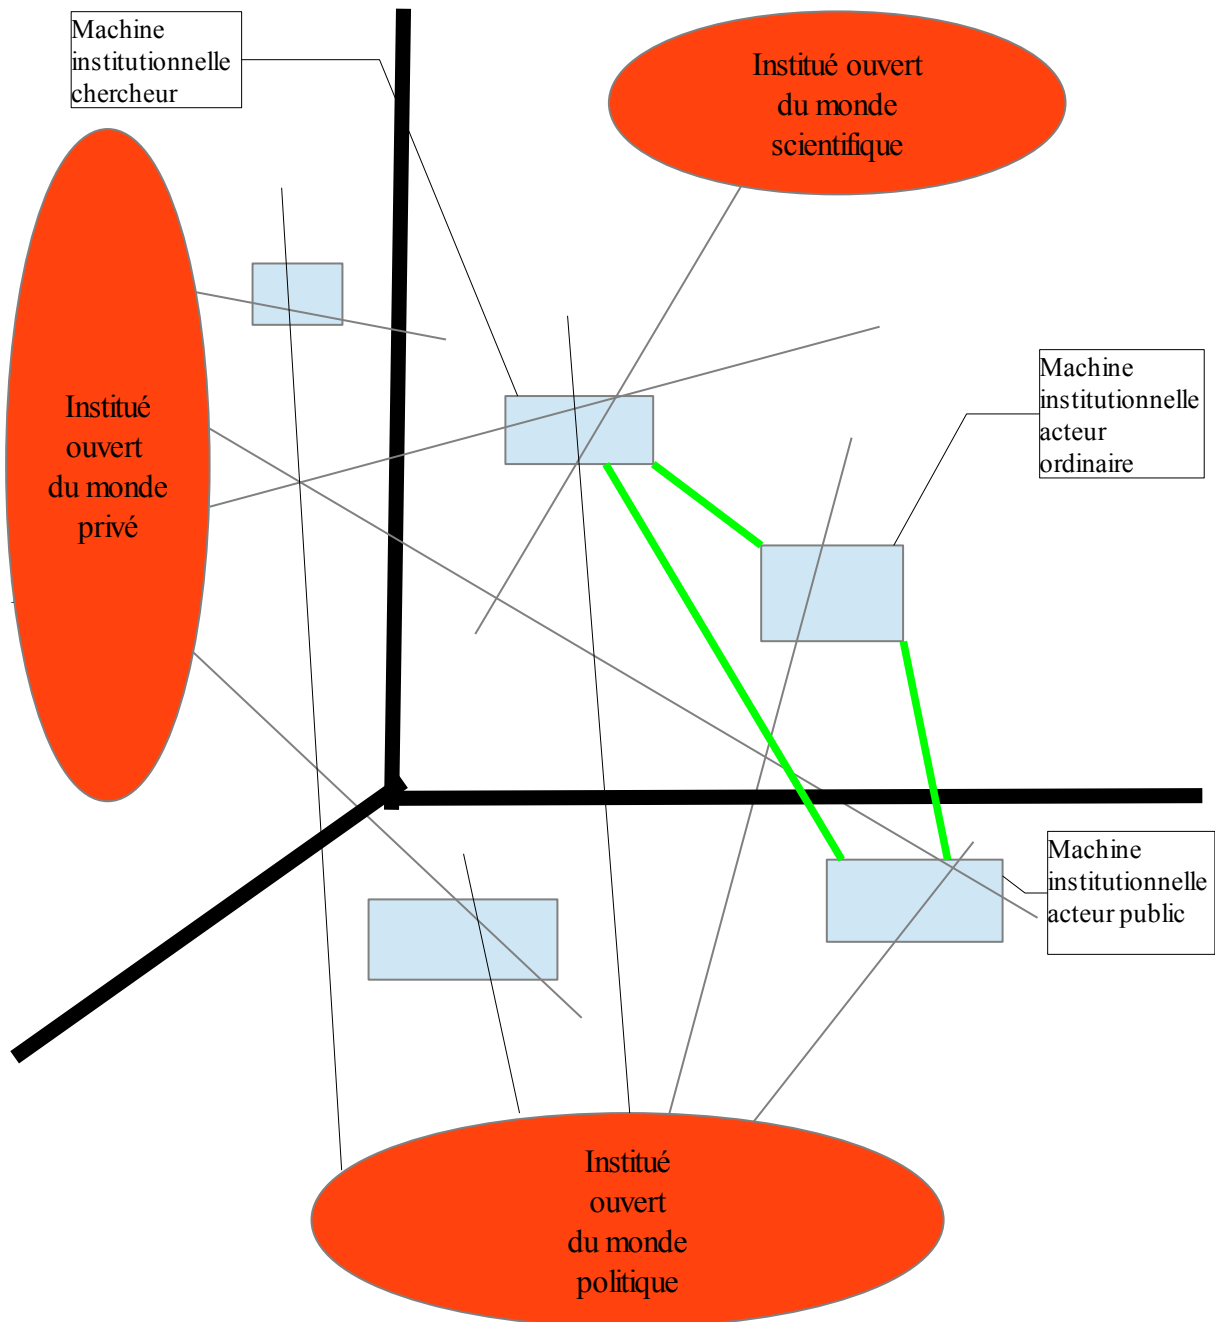 Machine
institutionnelle
chercheur
Institué ouvert
du monde
scientifique
Institué
ouvert
du monde
privé
Machine
institutionnelle
acteur
ordinaire
Machine
institutionnelle
acteur public
Institué
ouvert
du monde
politique